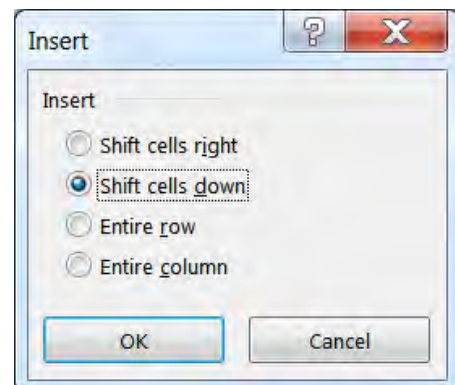 Insert
Insert
Shift cells right
Shift cells down
Entire row
Entire column
OK Cancel